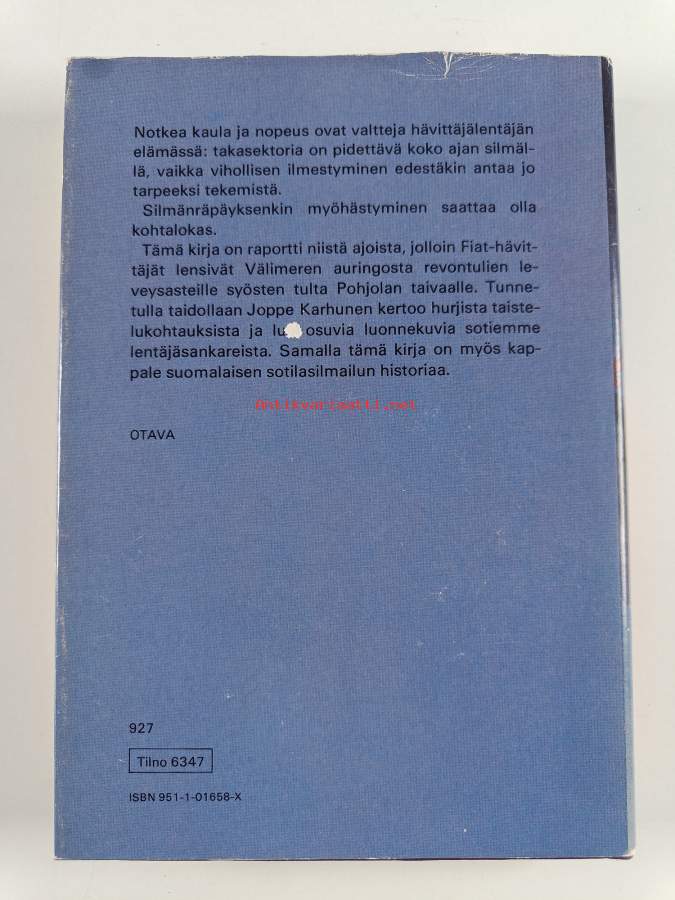 Notkea kaula ja nopeus ovat valtteja hävittäjälentäjän
elämässä: takasektoria on pidettävä koko ajan silmäl-
lä, vaikka vihollisen ilmestyminen edestäkin antaa jo
tarpeeksi tekemistä.
Silmänräpäyksenkin myöhästyminen saattaa olla
kohtalokas.
Tämä kirja on raportti niistä ajoista, jolloin Fiat-hävit-
täjät lensivät Välimeren auringosta revontulien le-
veysasteille syösten tulta Pohjolan taivaalle. Tunne-
tulla taidollaan Joppe Karhunen kertoo hurjista taiste-
lukohtauksista ja osuvia luonnekuvia sotiemme
lentäjäsankareista. Samalla tämä kirja on myös kap-
pale suomalaisen sotilasilmailun historiaa.
Antikvariaatti.net
OTAVA
927
Tilno 6347
ISBN 951-1-01658-X